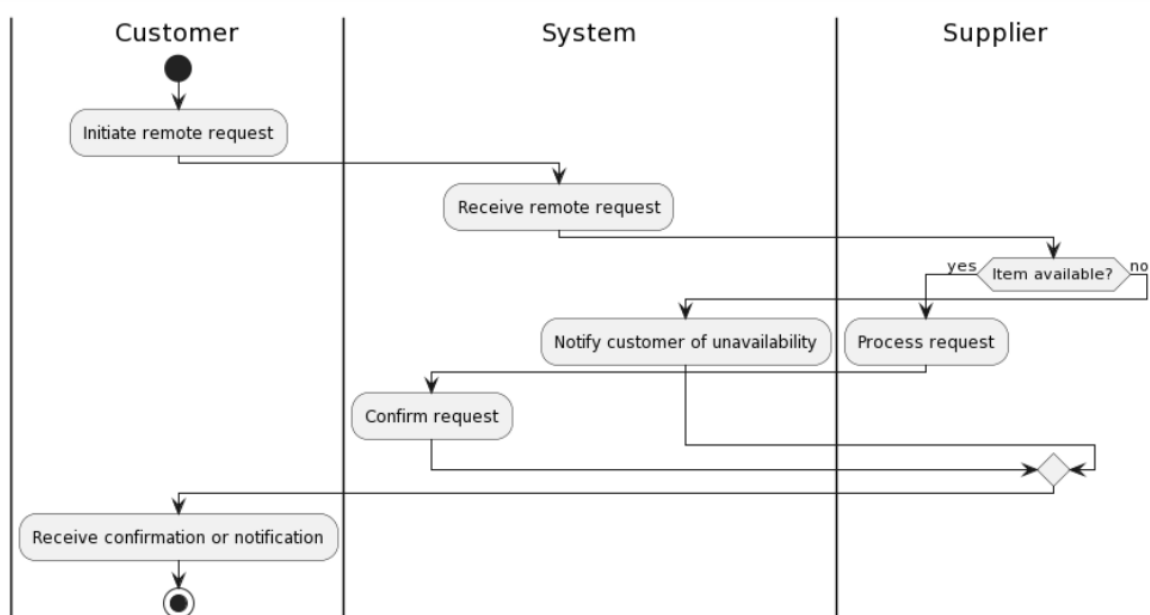 Customer
System
Supplier
Initiate remote request
Receive remote request
yes
Item available?
no
Notify customer of unavailability
Process request
Confirm request
Receive confirmation or notification